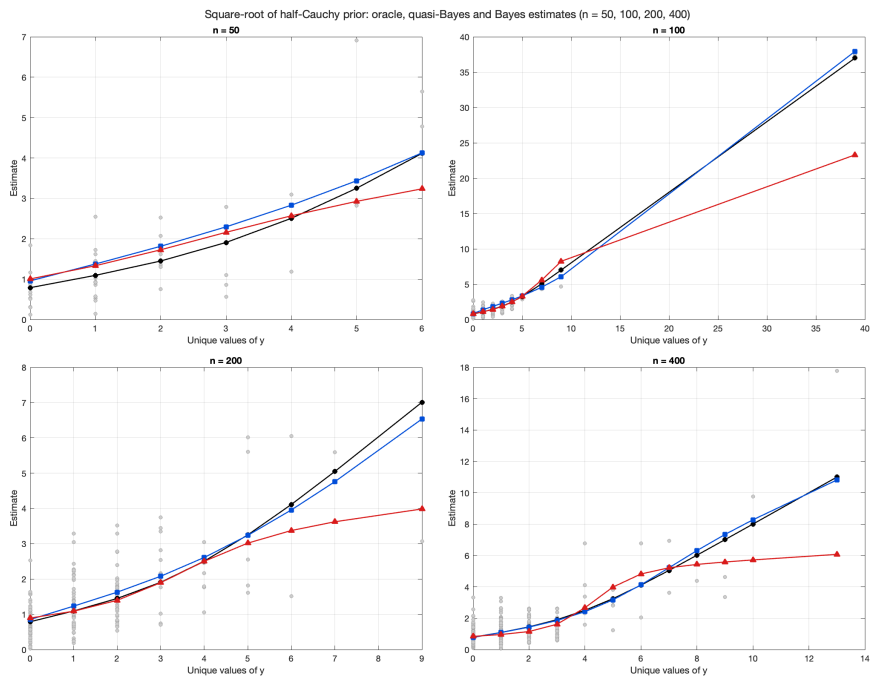 Square-root of half-Cauchy prior: oracle, quasi-Bayes and Bayes estimates (n = 50, 100, 200, 400)
n = 50
7
6
5
4
3
2
1
0
Estimate
0 1 2 3 4 5 6
Unique values of y
n = 100
40
35
30
25
20
15
10
5
0
Estimate
0 5 10 15 20 25 30 35 40
Unique values of y
n = 200
8
7
6
5
4
3
2
1
0
Estimate
0 1 2 3 4 5 6 7 8 9
Unique values of y
n = 400
18
16
14
12
10
8
6
4
2
0
Estimate
0 2 4 6 8 10 12 14
Unique values of y